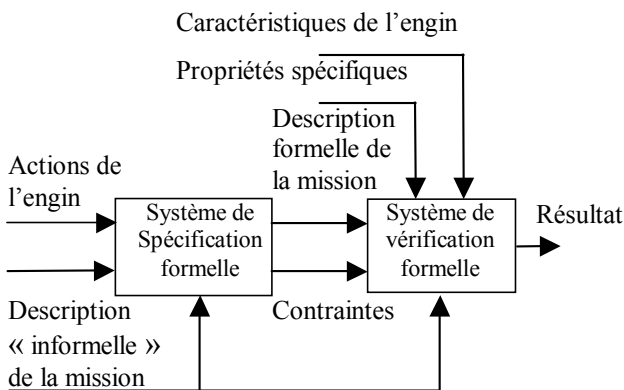 Caractéristiques de l’engin
Propriétés spécifiques
Description
formelle de
la mission
Actions de
l’engin
Système de
Spécification
formelle
Système de
vérification
formelle
Résultat
Description
« informelle »
de la mission
Contraintes